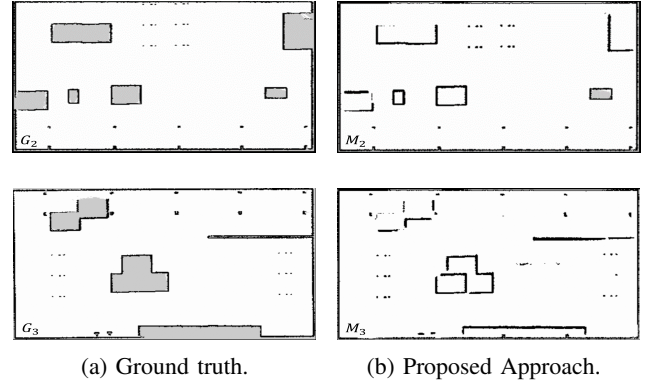 G₂
M₂
G₃
M₃
(a) Ground truth.
(b) Proposed Approach.